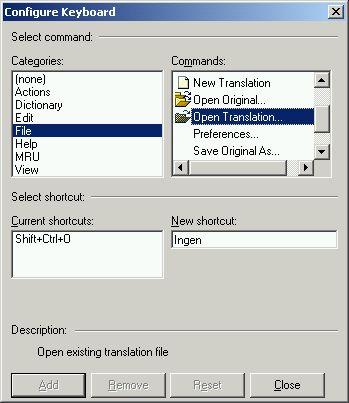 Configure Keyboard
Select command:
Categories:
(none)
Actions
Dictionary
Edit
File
Help
MRU
View
Commands:
New Translation
Open Original...
Open Translation...
Preferences...
Save Original As...
Select shortcut:
Current shortcuts:
Shift+Ctrl+O
New shortcut:
Ingen
Description:
Open existing translation file
Add
Remove
Reset
Close